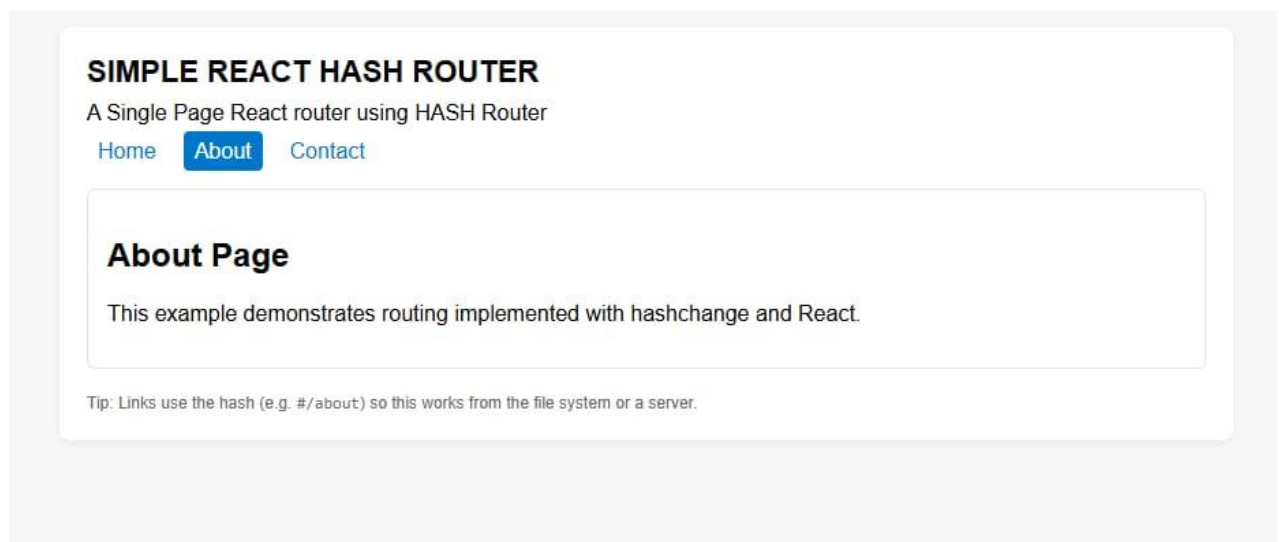 SIMPLE REACT HASH ROUTER
A Single Page React router using HASH Router
Home About Contact
About Page
This example demonstrates routing implemented with hashchange and React.
Tip: Links use the hash (e.g. #/about) so this works from the file system or a server.